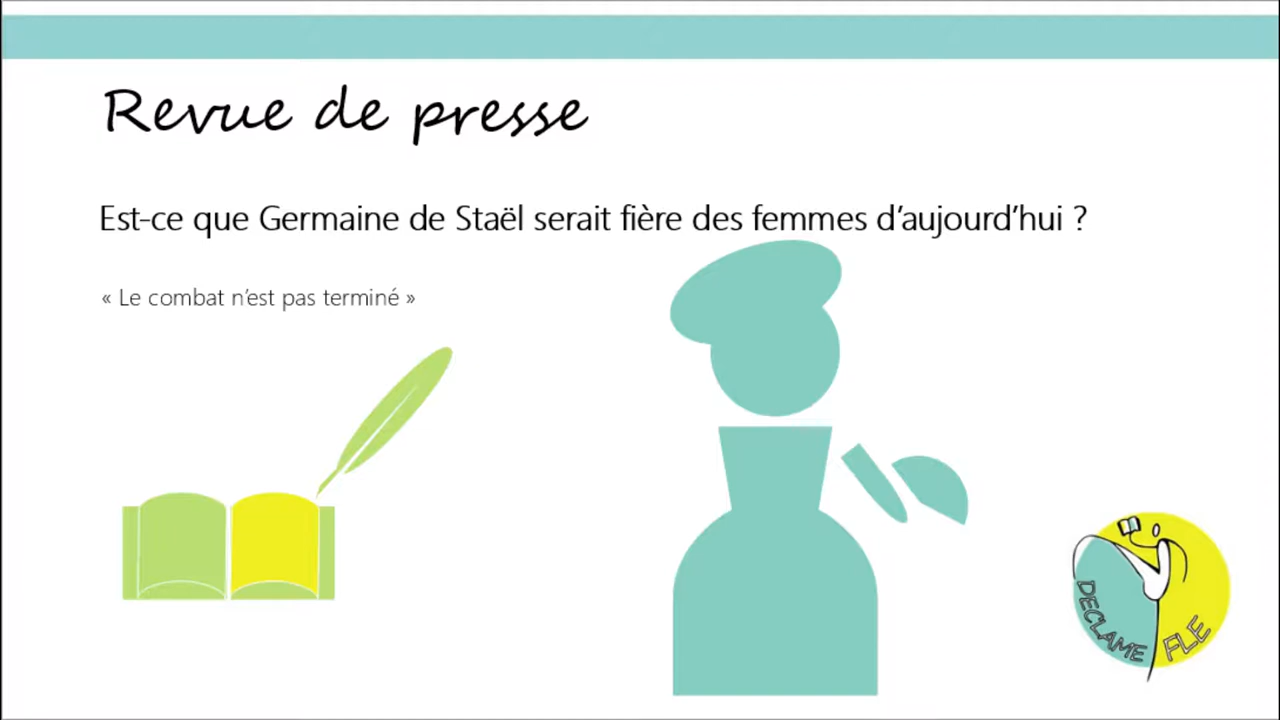 Revue de presse
Est-ce que Germaine de Staël serait fière des femmes d’aujourd’hui ?
« Le combat n’est pas terminé »
DECLAME FLE